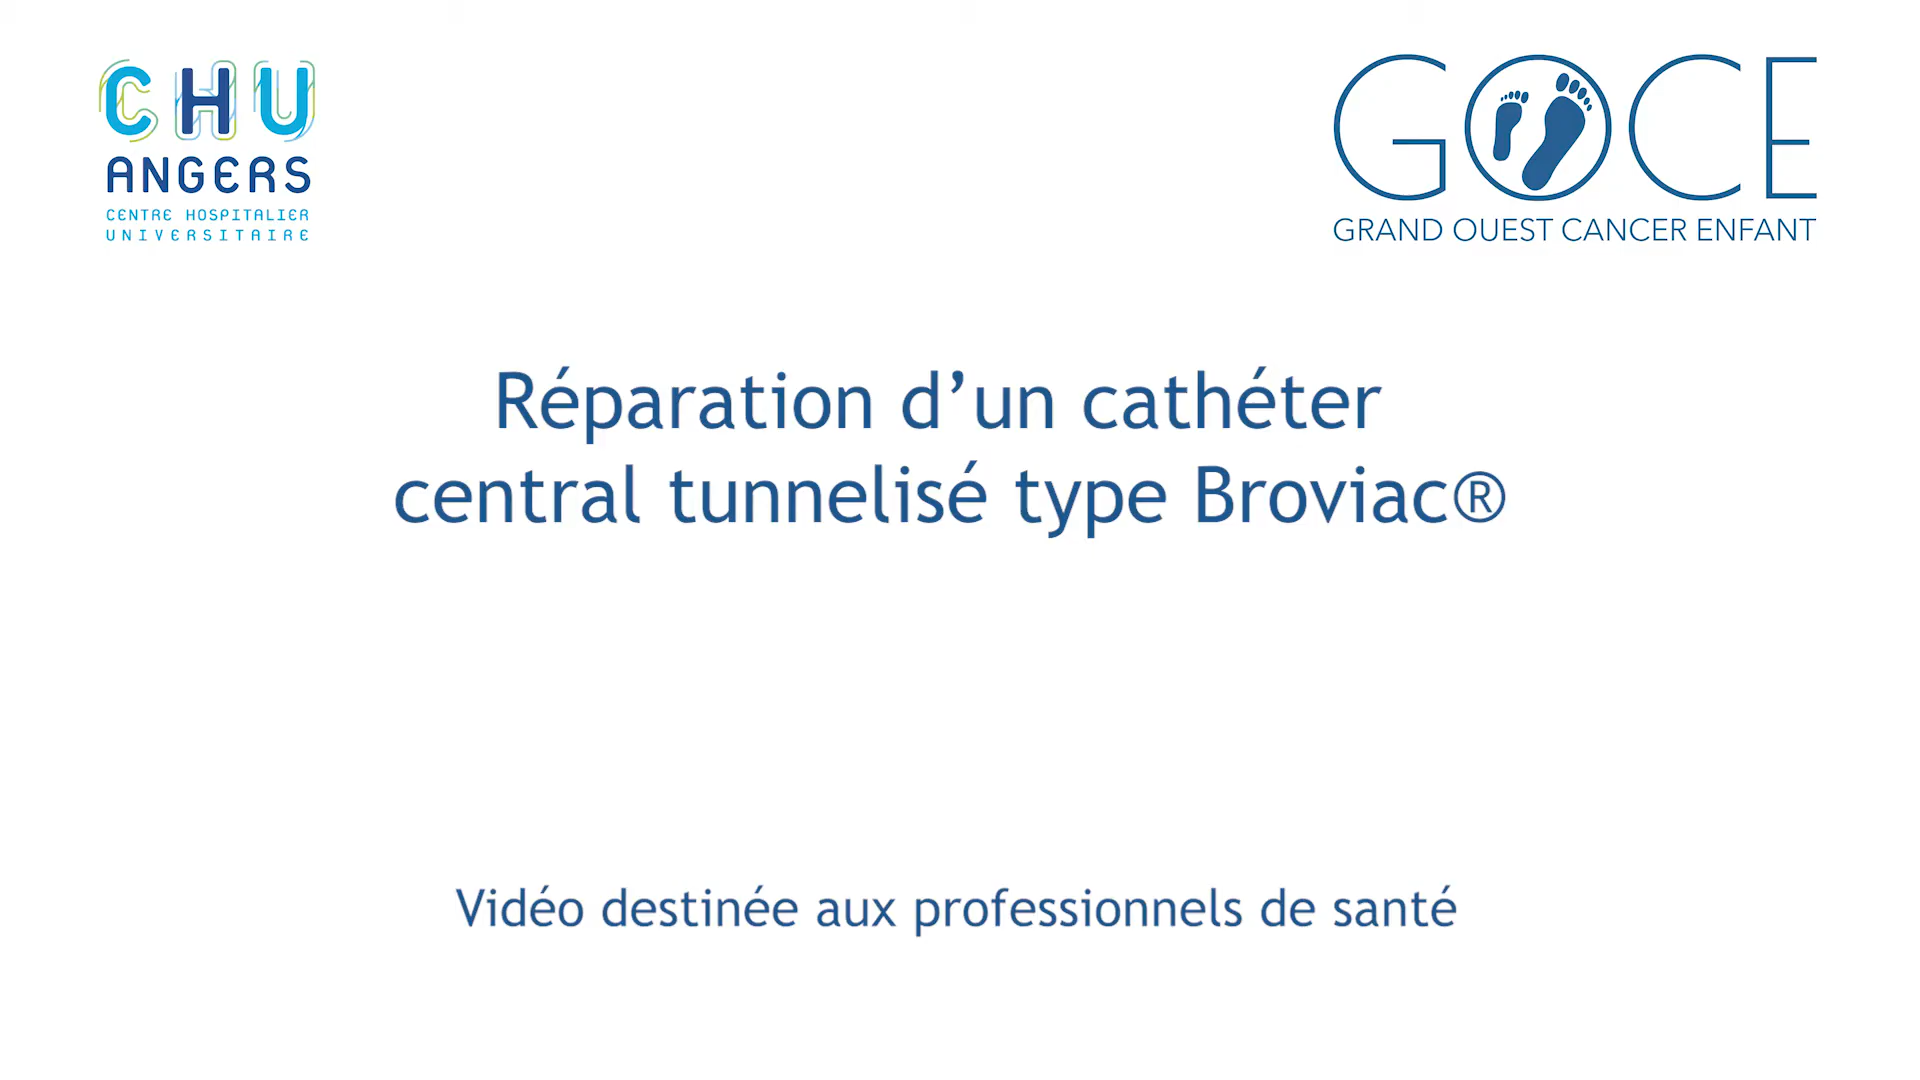 CHU
ANGERS
CENTRE HOSPITALIER
UNIVERSITAIRE
GOCE
GRAND OUEST CANCER ENFANT
Réparation d’un cathéter
central tunnelisé type Broviac®
Vidéo destinée aux professionnels de santé